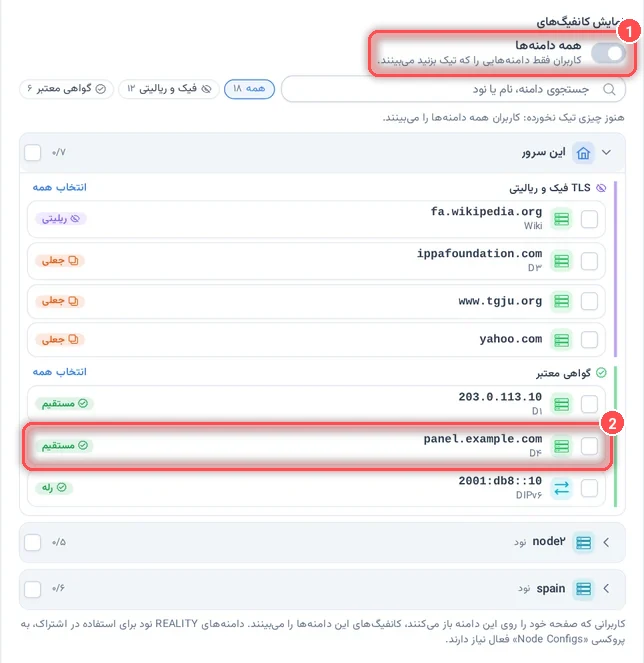 نمایش کانفیگ‌های
1
همه دامنه‌ها
کاربران فقط دامنه‌هایی را که تیک بزنید می‌بینند.
جستجوی دامنه، نام یا نود
همه ۱۸
فیک و ریالیتی ۱۲
گواهی معتبر ۶
هنوز چیزی تیک نخورده: کاربران همه دامنه‌ها را می‌بینند.
این سرور
۰/۷
TLS فیک و ریالیتی
انتخاب همه
fa.wikipedia.org
Wiki
ریلیتی
ippafoundation.com
D۳
جعلی
www.tgju.org
جعلی
yahoo.com
جعلی
گواهی معتبر
انتخاب همه
203.0.113.10
D۱
مستقیم
2
panel.example.com
D۴
مستقیم
2001:db8::10
DIPv۶
رله
node۲ نود
۰/۵
spain نود
۰/۶
کاربرانی که صفحه خود را روی این دامنه باز می‌کنند، کانفیگ‌های این دامنه‌ها را می‌بینند. دامنه‌های REALITY نود برای استفاده در اشتراک، به
پروکسی «Node Configs» فعال نیاز دارند.